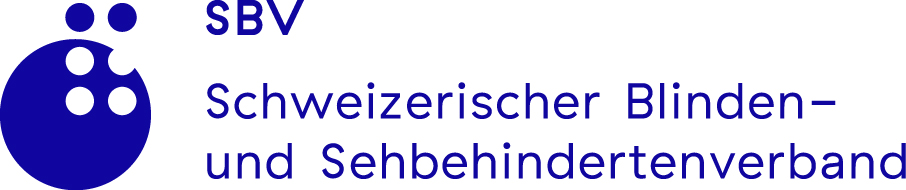 SBV
Schweizerischer Blinden–
und Sehbehindertenverband